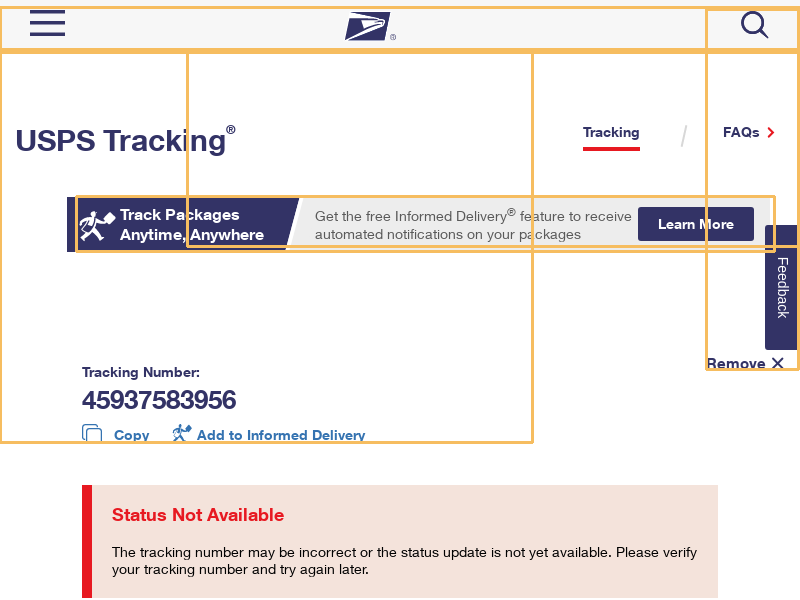 ®
USPS Tracking®
Tracking
FAQs
Track Packages
Anytime, Anywhere
Get the free Informed Delivery® feature to receive
automated notifications on your packages
Learn More
Feedback
Remove
Tracking Number:
45937583956
Copy
Add to Informed Delivery
Status Not Available
The tracking number may be incorrect or the status update is not yet available. Please verify
your tracking number and try again later.